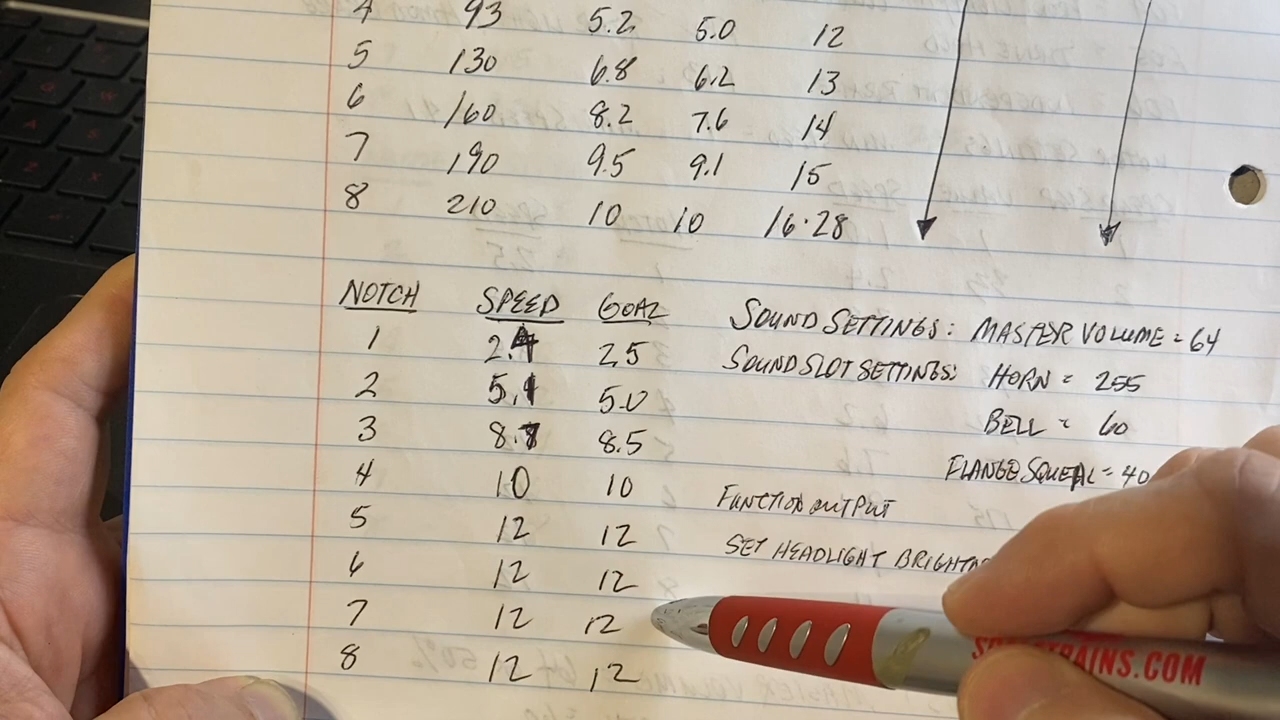 4 93 5.2 5.0 12
5 130 6.8 6.2 13
6 160 8.2 7.6 14
7 190 9.5 9.1 15
8 210 10 10 16-28
NOTCH SPEED GOAL
1 2.4 2.5
2 5.1 5.0
3 8.7 8.5
4 10 10
5 12 12
6 12 12
7 12 12
8 12 12
SOUND SETTINGS: MASTER VOLUME = 64
SOUND SLOT SETTINGS: HORN = 255
BELL = 60
FLANGE SQUEAL = 40
FUNCTION OUTPUT
SET HEADLIGHT
TRAINS.COM